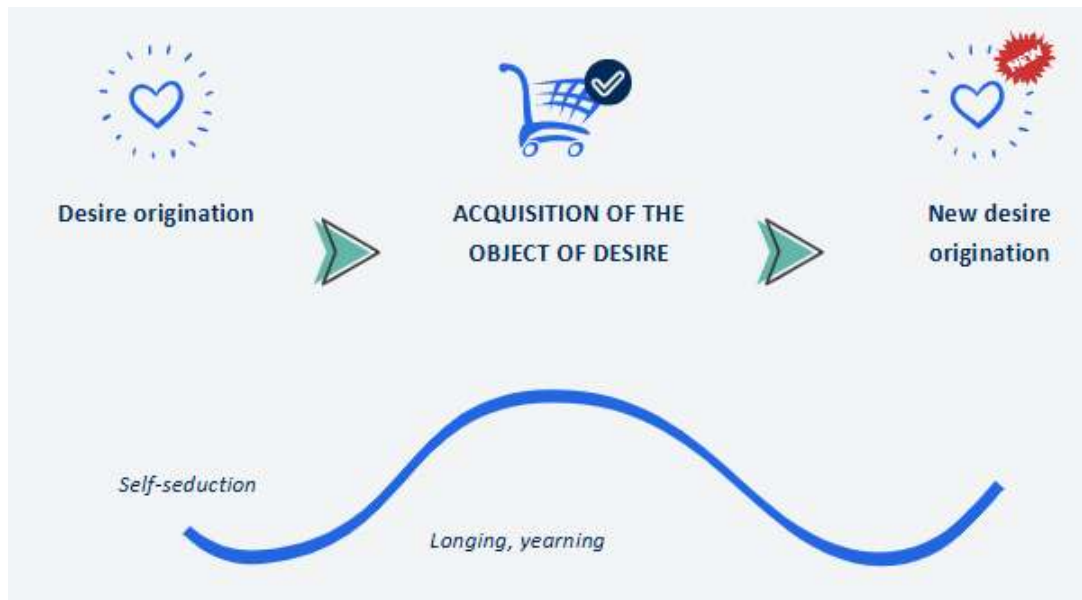 NEW
Desire origination
ACQUISITION OF THE
OBJECT OF DESIRE
New desire
origination
Self-seduction
Longing, yearning